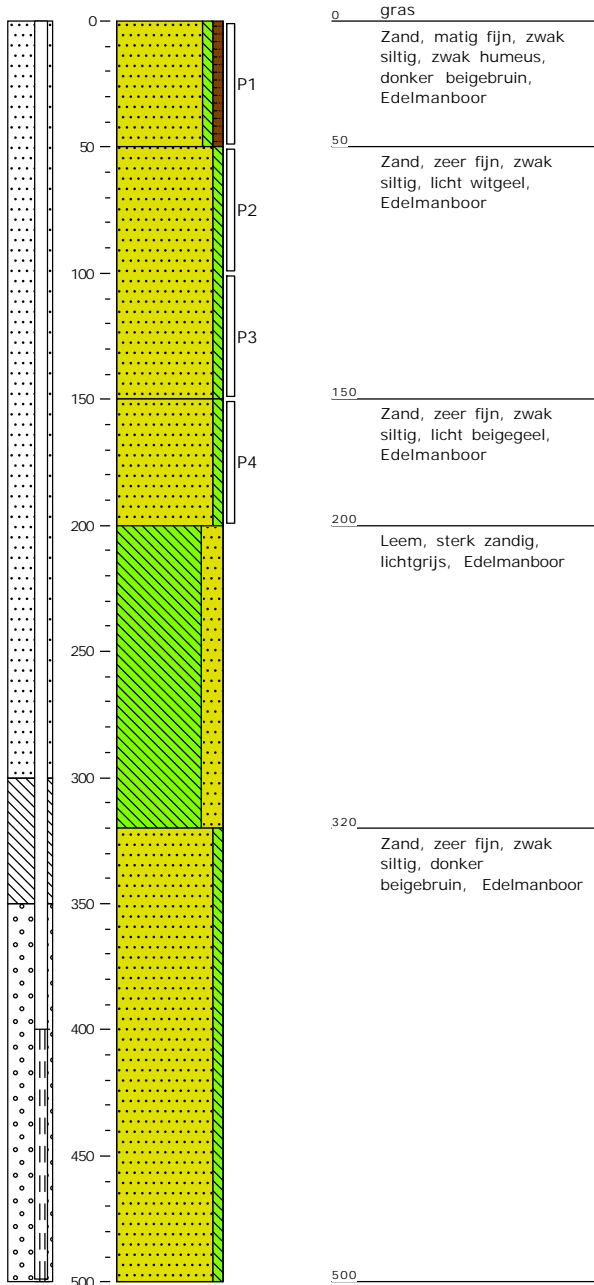 0
50
100
150
200
250
300
350
400
450
500
P1
P2
P3
P4
0
gras
Zand, matig fijn, zwak
siltig, zwak humeus,
donker beigebruin,
Edelmanboor
50
Zand, zeer fijn, zwak
siltig, licht witgeel,
Edelmanboor
150
Zand, zeer fijn, zwak
siltig, licht beigegeel,
Edelmanboor
200
Leem, sterk zandig,
lichtgrijs, Edelmanboor
320
Zand, zeer fijn, zwak
siltig, donker
beigebruin, Edelmanboor
500